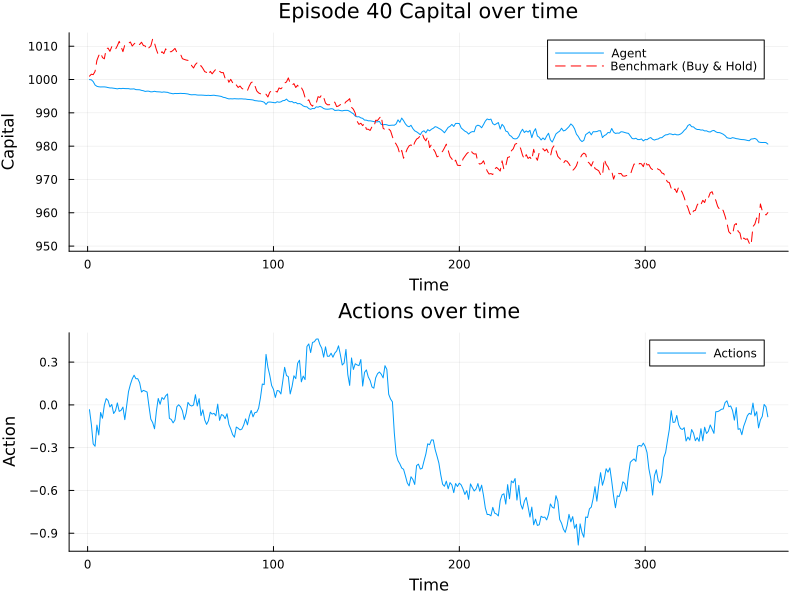 Episode 40 Capital over time
Capital
1010
1000
990
980
970
960
950
Agent
Benchmark (Buy & Hold)
0 100 200 300
Time
Actions over time
Action
0.3
0.0
−0.3
−0.6
−0.9
Actions
0 100 200 300
Time